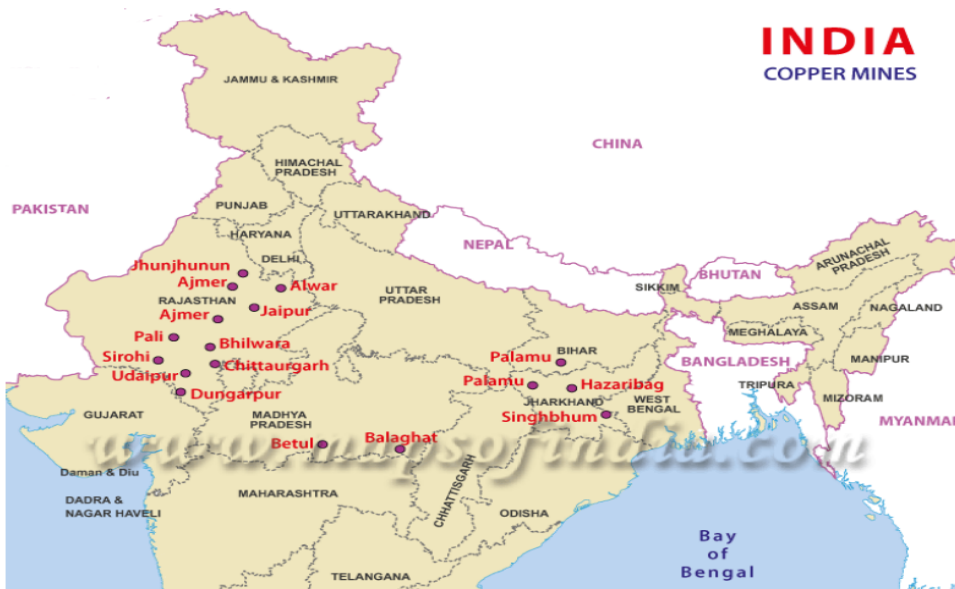 INDIA
COPPER MINES
JAMMU & KASHMIR
CHINA
HIMACHAL
PRADESH
PAKISTAN
PUNJAB
UTTARAKHAND
HARYANA
NEPAL
DELHI
BHUTAN
ARUNACHAL
PRADESH
Jhunjhunun
Ajmer
Alwar
SIKKIM
UTTAR
PRADESH
RAJASTHAN
Ajmer
Jaipur
ASSAM
NAGALAND
MEGHALAYA
Pali
Bhilwara
BIHAR
Palamu
MANIPUR
Sirohi
Chittaurgarh
BANGLADESH
Udaipur
Palamu
Hazaribag
TRIPURA
Dungarpur
JHARKHAND
WEST
BENGAL
MIZORAM
GUJARAT
MADHYA
PRADESH
Singhbhum
MYANMAR
Betul
Balaghat
www.mapsofindia.com
Daman & Diu
DADRA &
NAGAR HAVELI
MAHARASHTRA
CHHATTISGARH
ODISHA
Bay
of
Bengal
TELANGANA